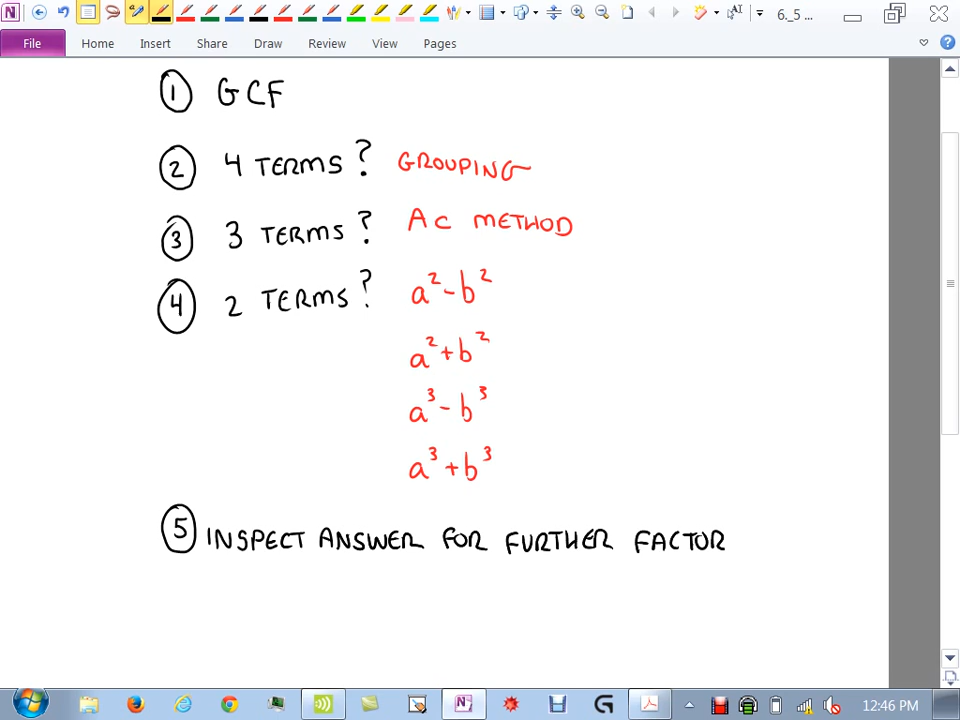 6._5 ...
File Home Insert Share Draw Review View Pages
① GCF
② 4 TERMS? GROUPING
③ 3 TERMS? AC METHOD
④ 2 TERMS? a²-b²
a²+b²
a³-b³
a³+b³
⑤ INSPECT ANSWER FOR FURTHER FACTOR
12:46 PM